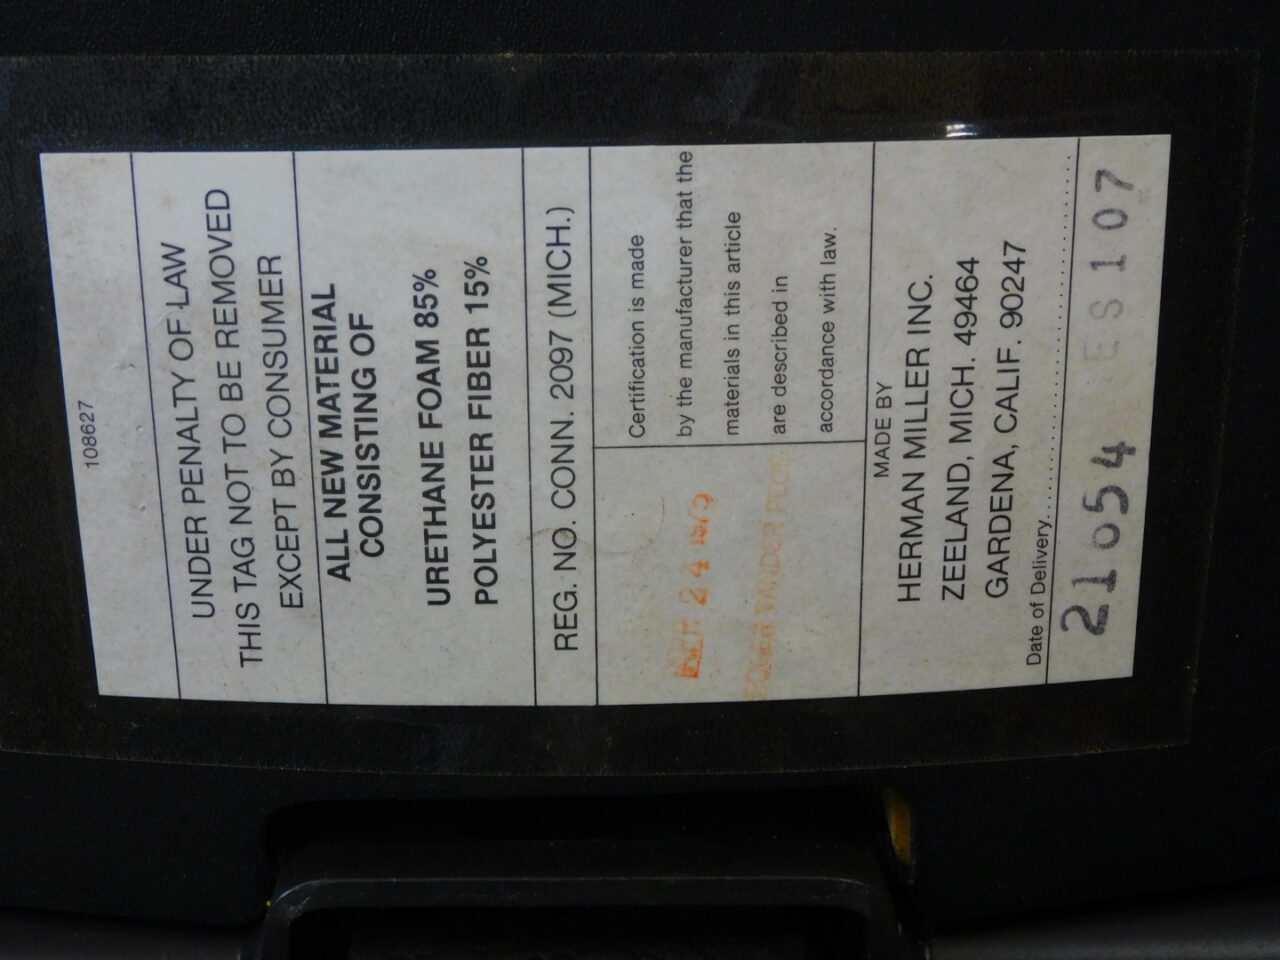 108627
UNDER PENALTY OF LAW
THIS TAG NOT TO BE REMOVED
EXCEPT BY CONSUMER
ALL NEW MATERIAL
CONSISTING OF
URETHANE FOAM 85%
POLYESTER FIBER 15%
REG. NO. CONN. 2097 (MICH.)
24
VANDER
Certification is made
by the manufacturer that the
materials in this article
are described in
accordance with law.
MADE BY
HERMAN MILLER INC.
ZEELAND, MICH. 49464
GARDENA, CALIF. 90247
Date of Delivery
21054 ES107